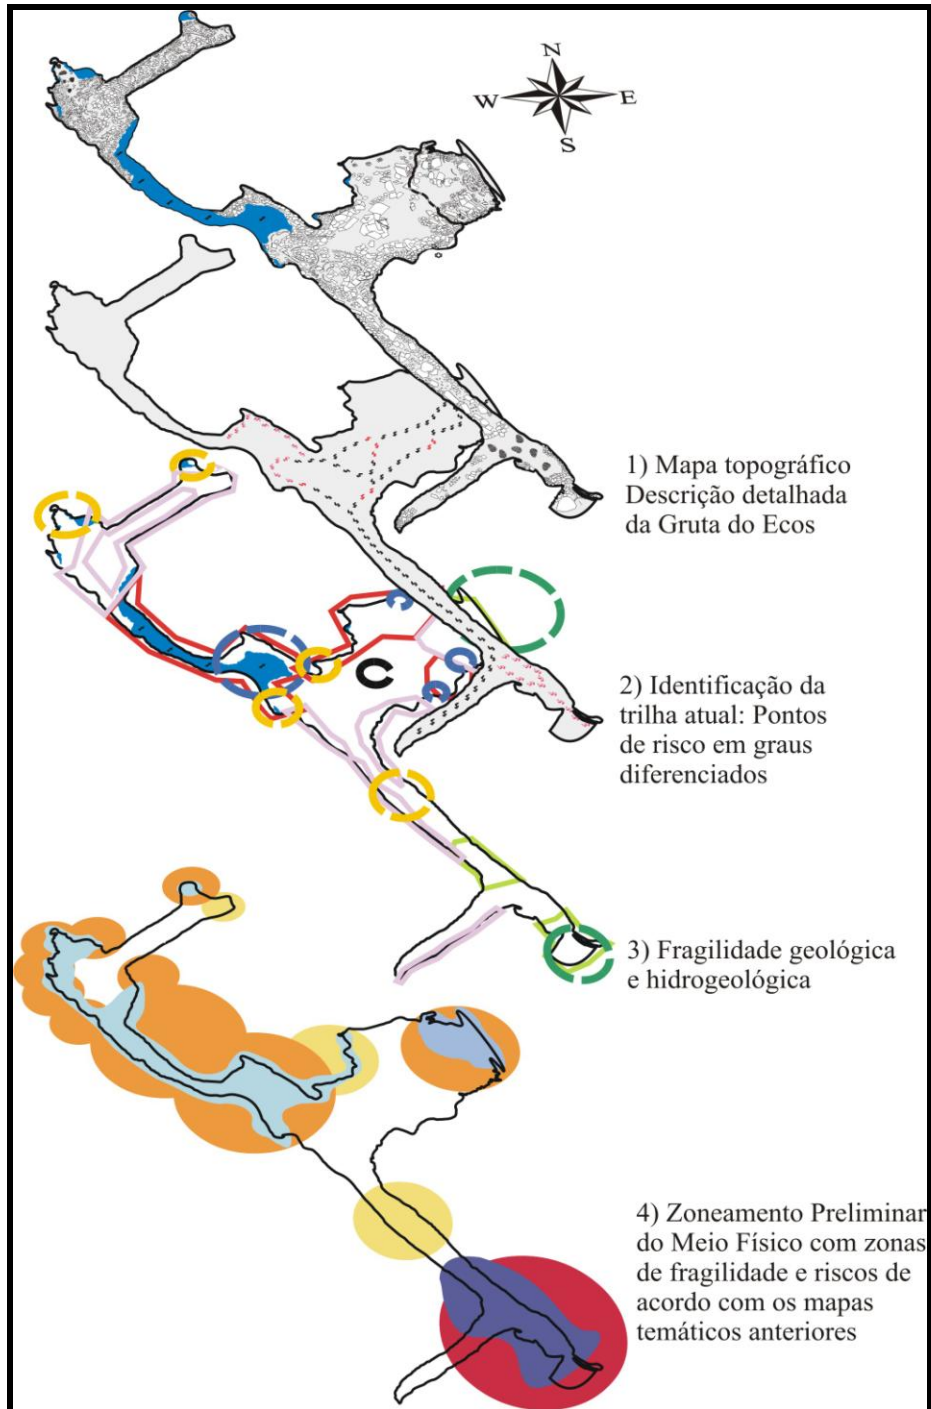 N
W E
S
1) Mapa topográfico
Descrição detalhada
da Gruta do Ecos
2) Identificação da
trilha atual: Pontos
de risco em graus
diferenciados
C
C
C
C
3) Fragilidade geológica
e hidrogeológica
4) Zoneamento Preliminar
do Meio Físico com zonas
de fragilidade e riscos de
acordo com os mapas
temáticos anteriores